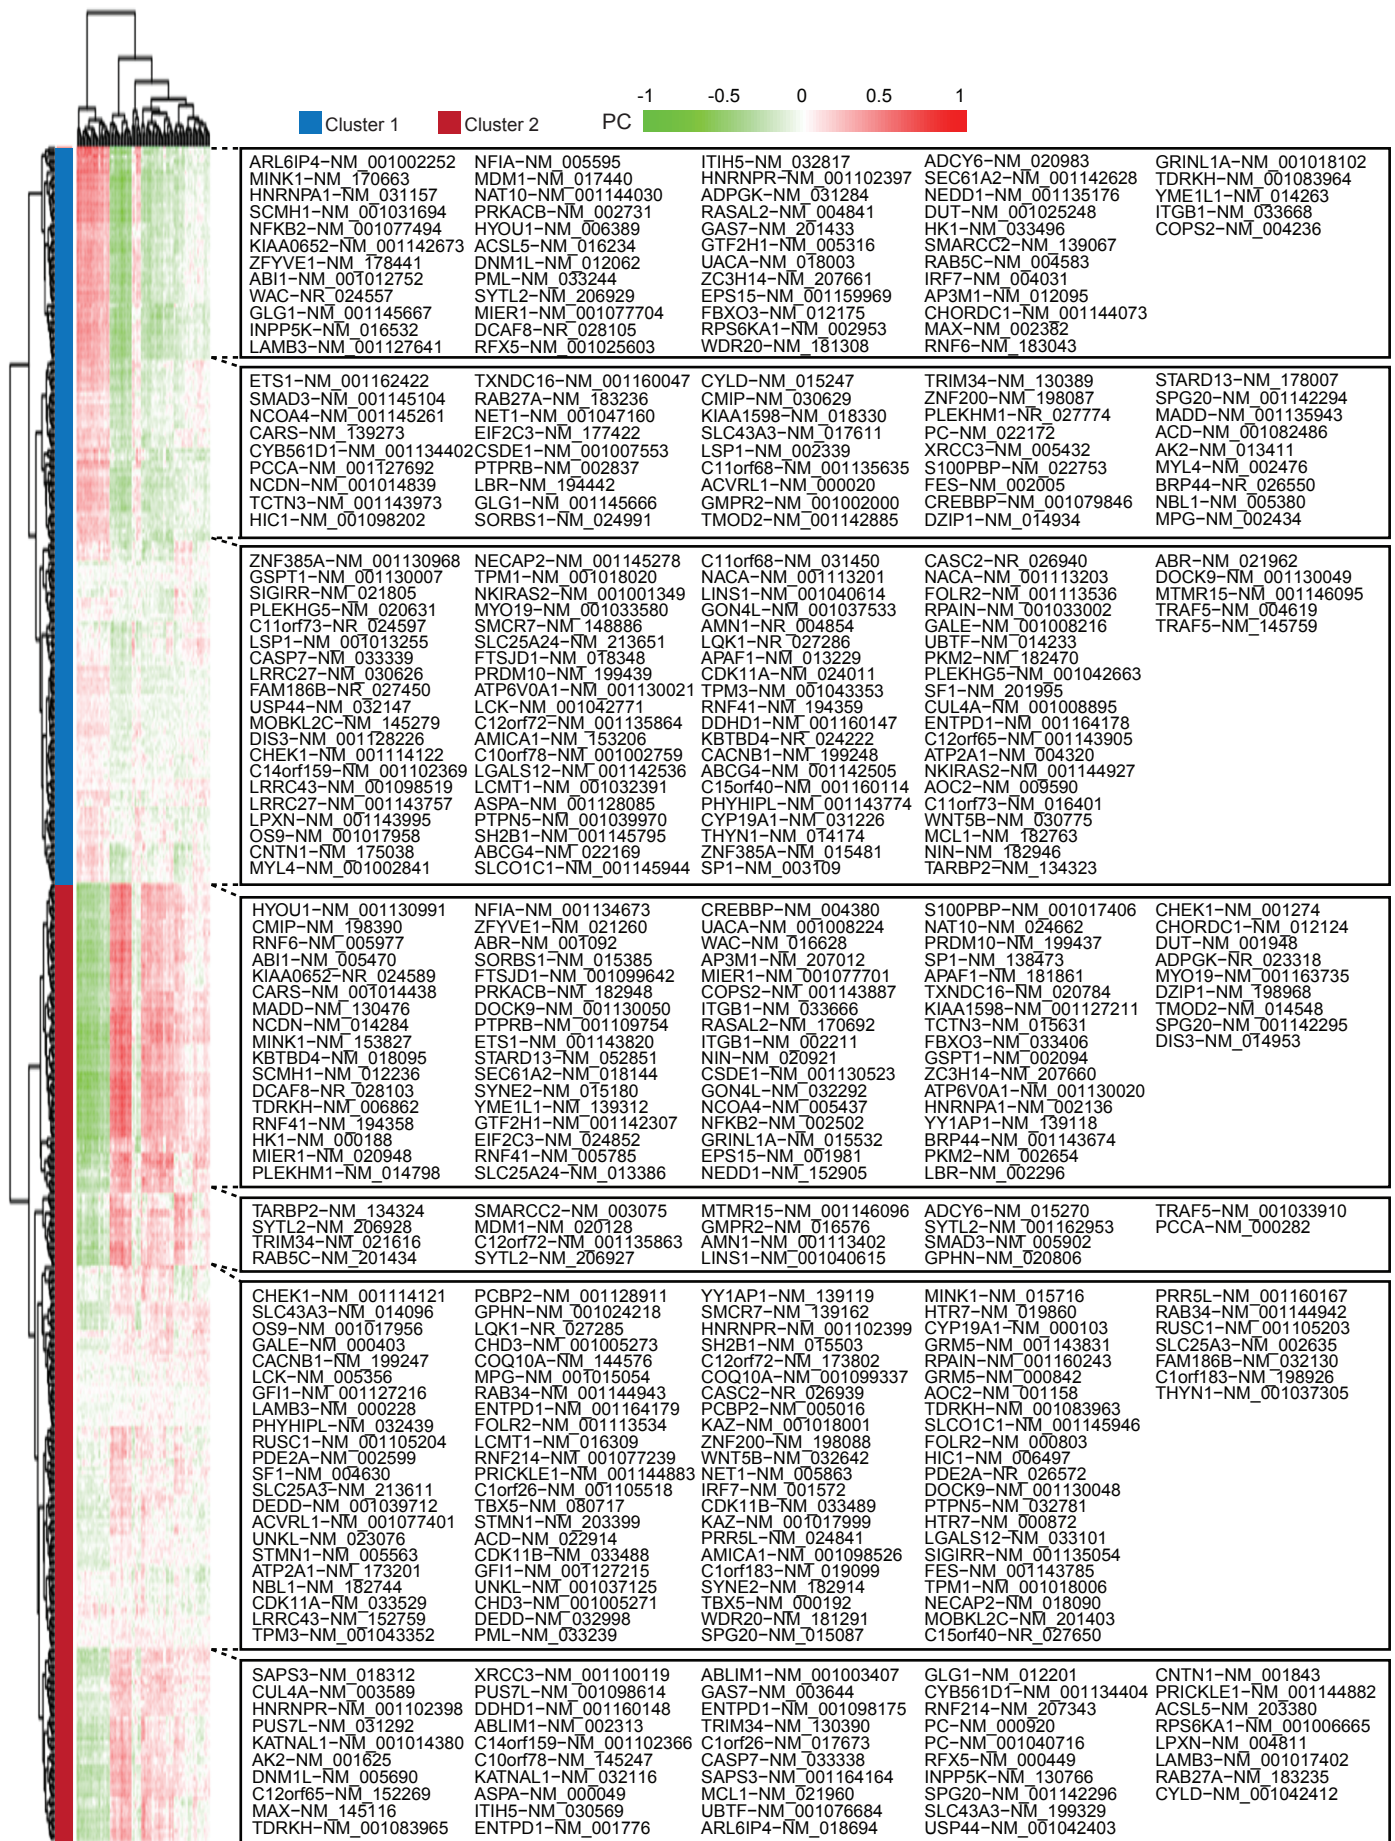 -1 -0.5 0 0.5 1
Cluster 1 Cluster 2 PC
ARL6IP4−NM_001002252 NFIA−NM_005595 ITIH5−NM_032817 ADCY6−NM_020983 GRINL1A−NM_001018102
MINK1−NM_170663 MDM1−NM_017440 HNRNPR−NM_001102397 SEC61A2−NM_001142628 TDRKH−NM_001083964
HNRNPA1−NM_031157 NAT10−NM_001144030 ADPGK−NM_031284 NEDD1−NM_001135176 YME1L1−NM_014263
SCMH1−NM_001031694 PRKACB−NM_002731 RASAL2−NM_004841 DUT−NM_001025248 ITGB1−NM_033668
NFKB2−NM_001077494 HYOU1−NM_006389 GAS7−NM_201433 HK1−NM_033496 COPS2−NM_004236
KIAA0652−NM_001142673 ACSL5−NM_016234 GTF2H1−NM_005316 SMARCC2−NM_139067
ZFYVE1−NM_178441 DNM1L−NM_012062 UACA−NM_018003 RAB5C−NM_004583
ABI1−NM_001012752 PML−NM_033244 ZC3H14−NM_207661 IRF7−NM_004031
WAC−NR_024557 SYTL2−NM_206929 EPS15−NM_001159969 AP3M1−NM_012095
GLG1−NM_001145667 MIER1−NM_001077704 FBXO3−NM_012175 CHORDC1−NM_001144073
INPP5K−NM_016532 DCAF8−NR_028105 RPS6KA1−NM_002953 MAX−NM_002382
LAMB3−NM_001127641 RFX5−NM_001025603 WDR20−NM_181308 RNF6−NM_183043
ETS1−NM_001162422 TXNDC16−NM_001160047 CYLD−NM_015247 TRIM34−NM_130389 STARD13−NM_178007
SMAD3−NM_001145104 RAB27A−NM_183236 CMIP−NM_030629 ZNF200−NM_198087 SPG20−NM_001142294
NCOA4−NM_001145261 NET1−NM_001047160 KIAA1598−NM_018330 PLEKHM1−NR_027774 MADD−NM_001135943
CARS−NM_139273 EIF2C3−NM_177422 SLC43A3−NM_017611 PC−NM_022172 ACD−NM_001082486
CYB561D1−NM_001134402 CSDE1−NM_001007553 LSP1−NM_002339 XRCC3−NM_005432 AK2−NM_013411
PCCA−NM_001127692 PTPRB−NM_002837 C11orf68−NM_001135635 S100PBP−NM_022753 MYL4−NM_002476
NCDN−NM_001014839 LBR−NM_194442 ACVRL1−NM_000020 FES−NM_002005 BRP44−NR_026550
TCTN3−NM_001143973 GLG1−NM_001145666 GMPR2−NM_001002000 CREBBP−NM_001079846 NBL1−NM_005380
HIC1−NM_001098202 SORBS1−NM_024991 TMOD2−NM_001142885 DZIP1−NM_014934 MPG−NM_002434
ZNF385A−NM_001130968 NECAP2−NM_001145278 C11orf68−NM_031450 CASC2−NR_026940 ABR−NM_021962
GSPT1−NM_001130007 TPM1−NM_001018020 NACA−NM_001113201 NACA−NM_001113203 DOCK9−NM_001130049
SIGIRR−NM_021805 NKIRAS2−NM_001001349 LINS1−NM_001040614 FOLR2−NM_001113536 MTMR15−NM_001146095
PLEKHG5−NM_020631 MYO19−NM_001033580 GON4L−NM_001037533 RPAIN−NM_001033002 TRAF5−NM_004619
C11orf73−NR_024597 SMCR7−NM_148886 AMN1−NR_004854 GALE−NM_001008216 TRAF5−NM_145759
LSP1−NM_001013255 SLC25A24−NM_213651 LQK1−NR_027286 UBTF−NM_014233
CASP7−NM_033339 FTSJD1−NM_018348 APAF1−NM_013229 PKM2−NM_182470
LRRC27−NM_030626 PRDM10−NM_199439 CDK11A−NM_024011 PLEKHG5−NM_001042663
FAM186B−NR_027450 ATP6V0A1−NM_001130021 TPM3−NM_001043353 SF1−NM_201995
USP44−NM_032147 LCK−NM_001042771 RNF41−NM_194359 CUL4A−NM_001008895
MOBKL2C−NM_145279 C12orf72−NM_001135864 DDHD1−NM_001160147 ENTPD1−NM_001164178
DIS3−NM_001128226 AMICA1−NM_153206 KBTBD4−NR_024222 C12orf65−NM_001143905
CHEK1−NM_001114122 C10orf78−NM_001002759 CACNB1−NM_199248 ATP2A1−NM_004320
C14orf159−NM_001102369 LGALS12−NM_001142536 ABCG4−NM_001142505 NKIRAS2−NM_001144927
LRRC43−NM_001098519 LCMT1−NM_001032391 C15orf40−NM_001160114 AOC2−NM_009590
LRRC27−NM_001143757 ASPA−NM_001128085 PHYHIPL−NM_001143774 C11orf73−NM_016401
LPXN−NM_001143995 PTPN5−NM_001039970 CYP19A1−NM_031226 WNT5B−NM_030775
OS9−NM_001017958 SH2B1−NM_001145795 THYN1−NM_014174 MCL1−NM_182763
CNTN1−NM_175038 ABCG4−NM_022169 ZNF385A−NM_015481 NIN−NM_182946
MYL4−NM_001002841 SLCO1C1−NM_001145944 SP1−NM_003109 TARBP2−NM_134323
HYOU1−NM_001130991 NFIA−NM_001134673 CREBBP−NM_004380 S100PBP−NM_001017406 CHEK1−NM_001274
CMIP−NM_198390 ZFYVE1−NM_021260 UACA−NM_001008224 NAT10−NM_024662 CHORDC1−NM_012124
RNF6−NM_005977 ABR−NM_001092 WAC−NM_016628 PRDM10−NM_199437 DUT−NM_001948
ABI1−NM_005470 SORBS1−NM_015385 AP3M1−NM_207012 SP1−NM_138473 ADPGK−NR_023318
KIAA0652−NR_024589 FTSJD1−NM_001099642 MIER1−NM_001077701 APAF1−NM_181861 MYO19−NM_001163735
CARS−NM_001014438 PRKACB−NM_182948 COPS2−NM_001143887 TXNDC16−NM_020784 DZIP1−NM_198968
MADD−NM_130476 DOCK9−NM_001130050 ITGB1−NM_033666 KIAA1598−NM_001127211 TMOD2−NM_014548
NCDN−NM_014284 PTPRB−NM_001109754 RASAL2−NM_170692 TCTN3−NM_015631 SPG20−NM_001142295
MINK1−NM_153827 ETS1−NM_001143820 ITGB1−NM_002211 FBXO3−NM_033406 DIS3−NM_014953
KBTBD4−NM_018095 STARD13−NM_052851 NIN−NM_020921 GSPT1−NM_002094
SCMH1−NM_012236 SEC61A2−NM_018144 CSDE1−NM_001130523 ZC3H14−NM_207660
DCAF8−NR_028103 SYNE2−NM_015180 GON4L−NM_032292 ATP6V0A1−NM_001130020
TDRKH−NM_006862 YME1L1−NM_139312 NCOA4−NM_005437 HNRNPA1−NM_002136
RNF41−NM_194358 GTF2H1−NM_001142307 NFKB2−NM_002502 YY1AP1−NM_139118
HK1−NM_000188 EIF2C3−NM_024852 GRINL1A−NM_015532 BRP44−NM_001143674
MIER1−NM_020948 RNF41−NM_005785 EPS15−NM_001981 PKM2−NM_002654
PLEKHM1−NM_014798 SLC25A24−NM_013386 NEDD1−NM_152905 LBR−NM_002296
TARBP2−NM_134324 SMARCC2−NM_003075 MTMR15−NM_001146096 ADCY6−NM_015270 TRAF5−NM_001033910
SYTL2−NM_206928 MDM1−NM_020128 GMPR2−NM_016576 SYTL2−NM_001162953 PCCA−NM_000282
TRIM34−NM_021616 C12orf72−NM_001135863 AMN1−NM_001113402 SMAD3−NM_005902
RAB5C−NM_201434 SYTL2−NM_206927 LINS1−NM_001040615 GPHN−NM_020806
CHEK1−NM_001114121 PCBP2−NM_001128911 YY1AP1−NM_139119 MINK1−NM_015716 PRR5L−NM_001160167
SLC43A3−NM_014096 GPHN−NM_001024218 SMCR7−NM_139162 HTR7−NM_019860 RAB34−NM_001144942
OS9−NM_001017956 LQK1−NR_027285 HNRNPR−NM_001102399 CYP19A1−NM_000103 RUSC1−NM_001105203
GALE−NM_000403 CHD3−NM_001005273 SH2B1−NM_015503 GRM5−NM_001143831 SLC25A3−NM_002635
CACNB1−NM_199247 COQ10A−NM_144576 C12orf72−NM_173802 RPAIN−NM_001160243 FAM186B−NM_032130
LCK−NM_005356 MPG−NM_001015054 COQ10A−NM_001099337 GRM5−NM_000842 C1orf183−NM_198926
GFI1−NM_001127216 RAB34−NM_001144943 CASC2−NR_026939 AOC2−NM_001158 THYN1−NM_001037305
LAMB3−NM_000228 ENTPD1−NM_001164179 PCBP2−NM_005016 TDRKH−NM_001083963
PHYHIPL−NM_032439 FOLR2−NM_001113534 KAZ−NM_001018001 SLCO1C1−NM_001145946
RUSC1−NM_001105204 LCMT1−NM_016309 ZNF200−NM_198088 FOLR2−NM_000803
PDE2A−NM_002599 RNF214−NM_001077239 WNT5B−NM_032642 HIC1−NM_006497
SF1−NM_004630 PRICKLE1−NM_001144883 NET1−NM_005863 PDE2A−NR_026572
SLC25A3−NM_213611 C1orf26−NM_001105518 IRF7−NM_001572 DOCK9−NM_001130048
DEDD−NM_001039712 TBX5−NM_080717 CDK11B−NM_033489 PTPN5−NM_032781
ACVRL1−NM_001077401 STMN1−NM_203399 KAZ−NM_001017999 HTR7−NM_000872
UNKL−NM_023076 ACD−NM_022914 PRR5L−NM_024841 LGALS12−NM_033101
STMN1−NM_005563 CDK11B−NM_033488 AMICA1−NM_001098526 SIGIRR−NM_001135054
ATP2A1−NM_173201 GFI1−NM_001127215 C1orf183−NM_019099 FES−NM_001143785
NBL1−NM_182744 UNKL−NM_001037125 SYNE2−NM_182914 TPM1−NM_001018006
CDK11A−NM_033529 CHD3−NM_001005271 TBX5−NM_000192 NECAP2−NM_018090
LRRC43−NM_152759 DEDD−NM_032998 WDR20−NM_181291 MOBKL2C−NM_201403
TPM3−NM_001043352 PML−NM_033239 SPG20−NM_015087 C15orf40−NR_027650
SAPS3−NM_018312 XRCC3−NM_001100119 ABLIM1−NM_001003407 GLG1−NM_012201 CNTN1−NM_001843
CUL4A−NM_003589 PUS7L−NM_001098614 GAS7−NM_003644 CYB561D1−NM_001134404 PRICKLE1−NM_001144882
HNRNPR−NM_001102398 DDHD1−NM_001160148 ENTPD1−NM_001098175 RNF214−NM_207343 ACSL5−NM_203380
PUS7L−NM_031292 ABLIM1−NM_002313 TRIM34−NM_130390 PC−NM_000920 RPS6KA1−NM_001006665
KATNAL1−NM_001014380 C14orf159−NM_001102366 C1orf26−NM_017673 PC−NM_001040716 LPXN−NM_004811
AK2−NM_001625 C10orf78−NM_145247 CASP7−NM_033338 RFX5−NM_000449 LAMB3−NM_001017402
DNM1L−NM_005690 KATNAL1−NM_032116 SAPS3−NM_001164164 INPP5K−NM_130766 RAB27A−NM_183235
C12orf65−NM_152269 ASPA−NM_000049 MCL1−NM_021960 SPG20−NM_001142296 CYLD−NM_001042412
MAX−NM_145116 ITIH5−NM_030569 UBTF−NM_001076684 SLC43A3−NM_199329
TDRKH−NM_001083965 ENTPD1−NM_001776 ARL6IP4−NM_018694 USP44−NM_001042403